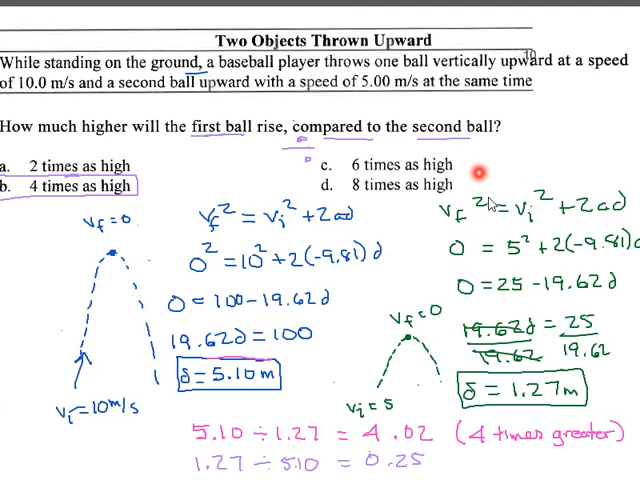 Two Objects Thrown Upward
10
While standing on the ground, a baseball player throws one ball vertically upward at a speed
of 10.0 m/s and a second ball upward with a speed of 5.00 m/s at the same time
How much higher will the first ball rise, compared to the second ball?
a. 2 times as high
b. 4 times as high
c. 6 times as high
d. 8 times as high
Vf=0
Vi=10m/s
Vf² = Vi² + 2ad
0² = 10² + 2(-9.81)d
0 = 100 - 19.62d
19.62d = 100
d = 5.10 m
Vf² = Vi² + 2ad
0 = 5² + 2(-9.81)d
0 = 25 - 19.62d
19.62d = 25
19.62 19.62
d = 1.27m
Vf=0
Vi=5
5.10 ÷ 1.27 = 4.02 (4 times greater)
1.27 ÷ 5.10 = 0.25